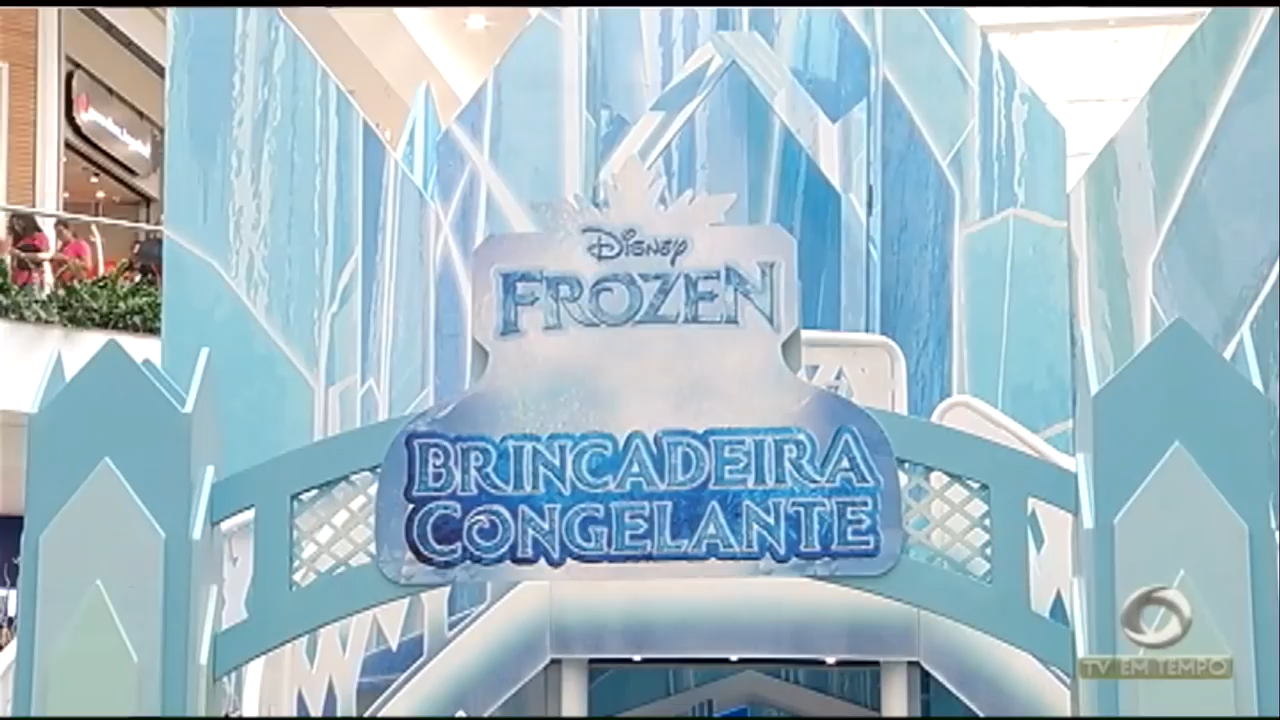 Disney
FROZEN
BRINCADEIRA
CONGELANTE
TV EM TEMPO